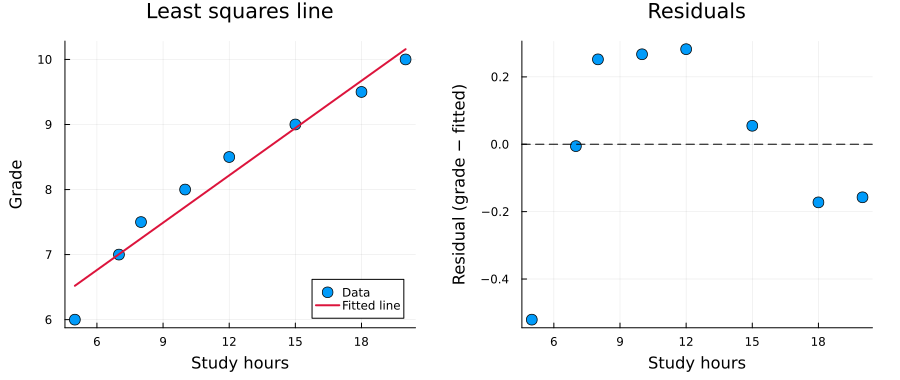 Least squares line
Grade
10
9
8
7
6
6
9
12
15
18
Study hours
Data
Fitted line
Residuals
Residual (grade − fitted)
0.2
0.0
−0.2
−0.4
6
9
12
15
18
Study hours